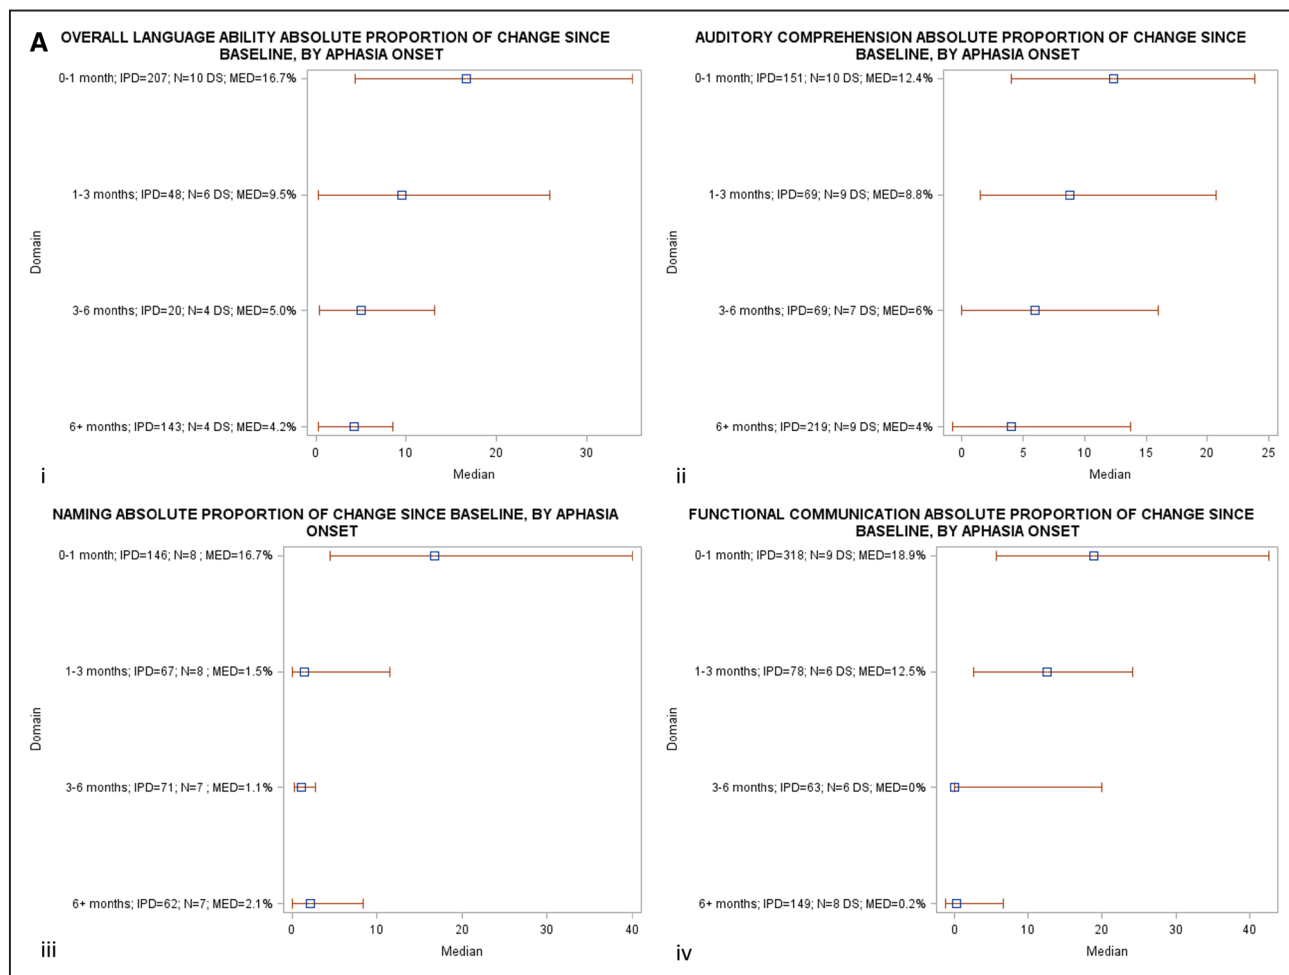 A
OVERALL LANGUAGE ABILITY ABSOLUTE PROPORTION OF CHANGE SINCE
BASELINE, BY APHASIA ONSET
0-1 month; IPD=207; N=10 DS; MED=16.7%
1-3 months; IPD=48; N=6 DS; MED=9.5%
3-6 months; IPD=20; N=4 DS; MED=5.0%
6+ months; IPD=143; N=4 DS; MED=4.2%
Domain
0 10 20 30
Median
i
AUDITORY COMPREHENSION ABSOLUTE PROPORTION OF CHANGE SINCE
BASELINE, BY APHASIA ONSET
0-1 month; IPD=151; N=10 DS; MED=12.4%
1-3 months; IPD=69; N=9 DS; MED=8.8%
3-6 months; IPD=69; N=7 DS; MED=6%
6+ months; IPD=219; N=9 DS; MED=4%
Domain
0 5 10 15 20 25
Median
ii
NAMING ABSOLUTE PROPORTION OF CHANGE SINCE BASELINE, BY APHASIA
ONSET
0-1 month; IPD=146; N=8 ; MED=16.7%
1-3 months; IPD=67; N=8 ; MED=1.5%
3-6 months; IPD=71; N=7 ; MED=1.1%
6+ months; IPD=62; N=7; MED=2.1%
Domain
0 10 20 30 40
Median
iii
FUNCTIONAL COMMUNICATION ABSOLUTE PROPORTION OF CHANGE SINCE
BASELINE, BY APHASIA ONSET
0-1 month; IPD=318; N=9 DS; MED=18.9%
1-3 months; IPD=78; N=6 DS; MED=12.5%
3-6 months; IPD=63; N=6 DS; MED=0%
6+ months; IPD=149; N=8 DS; MED=0.2%
Domain
0 10 20 30 40
Median
iv